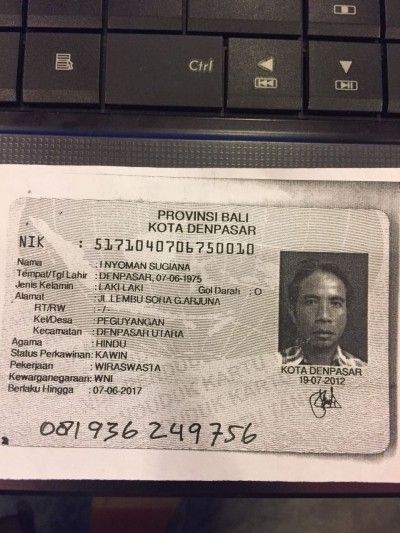 Ctrl
PROVINSI BALI
KOTA DENPASAR
NIK : 5171040706750010
Nama : I NYOMAN SUGIANA
Tempat/Tgl Lahir : DENPASAR, 07-06-1975
Jenis Kelamin : LAKI-LAKI Gol Darah : O
Alamat : JL.LEMBU SORA G.ARJUNA
RT/RW : -/-
Kel/Desa : PEGUYANGAN
Kecamatan : DENPASAR UTARA
Agama : HINDU
Status Perkawinan: KAWIN
Pekerjaan : WIRASWASTA
Kewarganegaraan: WNI
Berlaku Hingga : 07-06-2017
KOTA DENPASAR
19-07-2012
081936249756